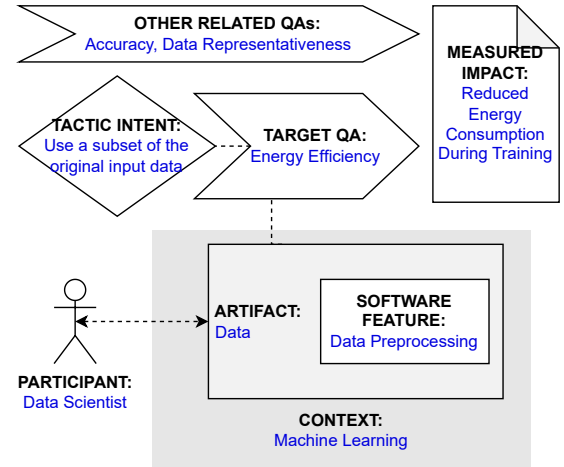 OTHER RELATED QAs:
Accuracy, Data Representativeness
MEASURED
IMPACT:
Reduced
Energy
Consumption
During Training
TACTIC INTENT:
Use a subset of the
original input data
TARGET QA:
Energy Efficiency
ARTIFACT:
Data
SOFTWARE
FEATURE:
Data Preprocessing
PARTICIPANT:
Data Scientist
CONTEXT:
Machine Learning